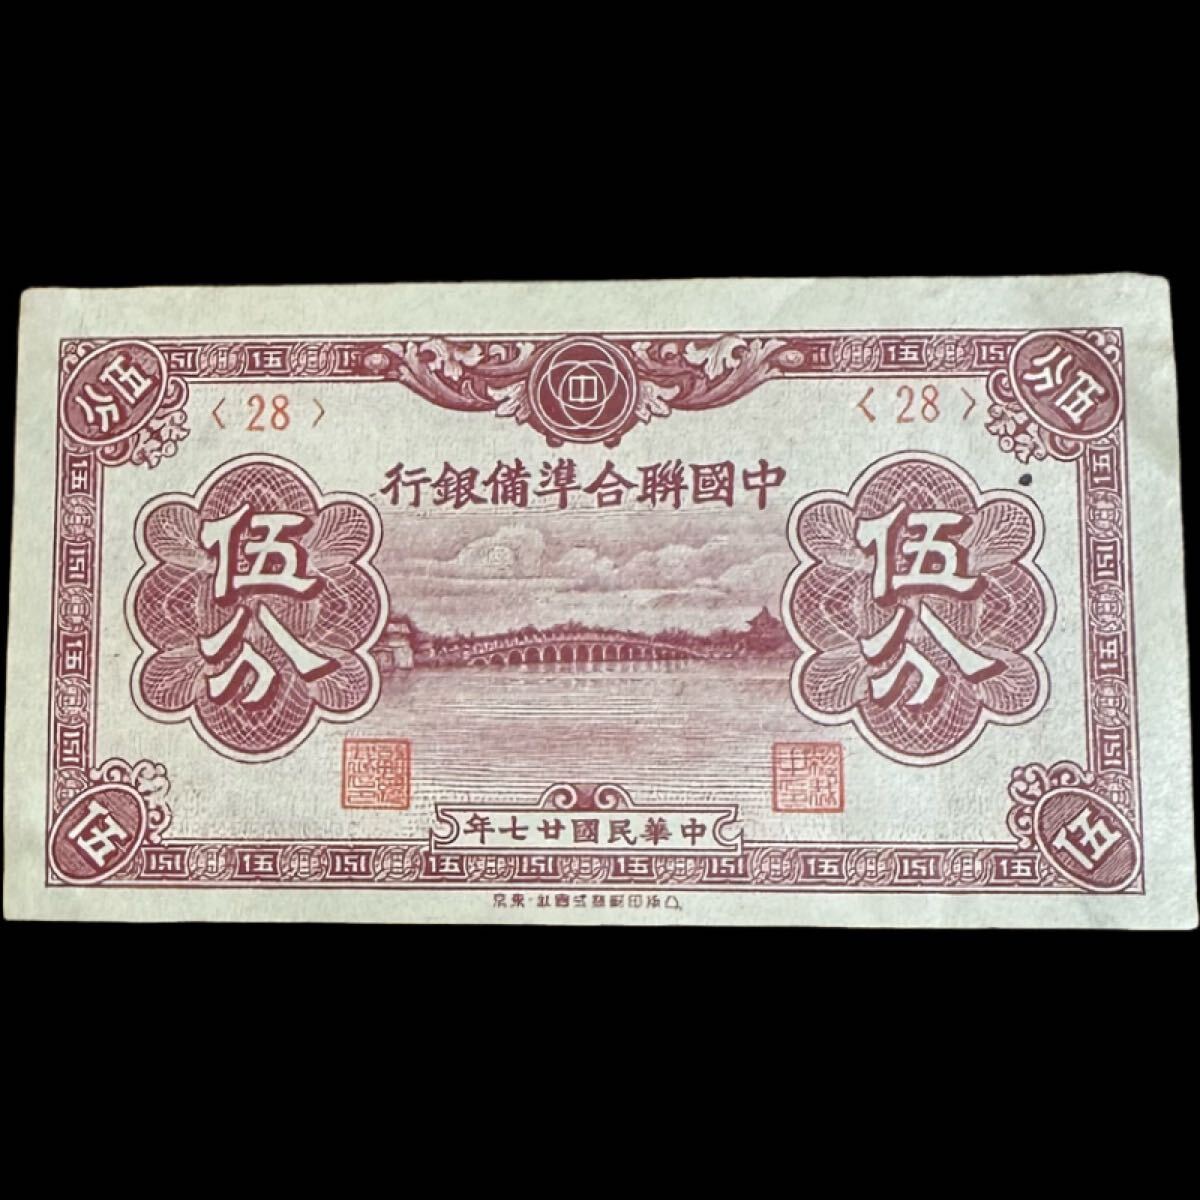 中
伍分
伍分
〈 28 〉
〈 28 〉
中國聯合準備銀行
伍分
伍分
中華民國廿七年
伍
伍